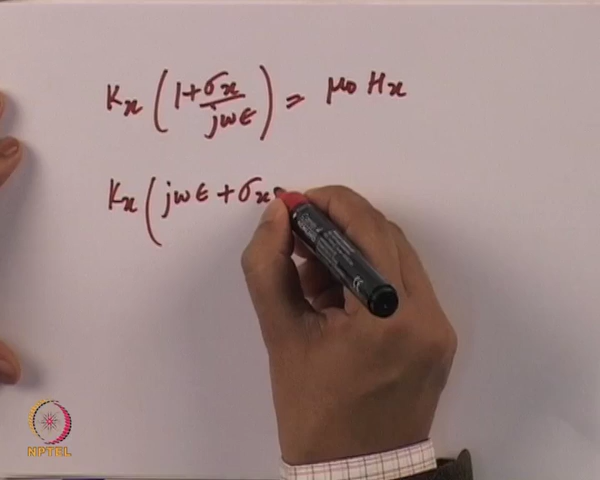 Kx (1 + σx / jωε) = μ0 Hx
Kx (jωε + σx
NPTEL